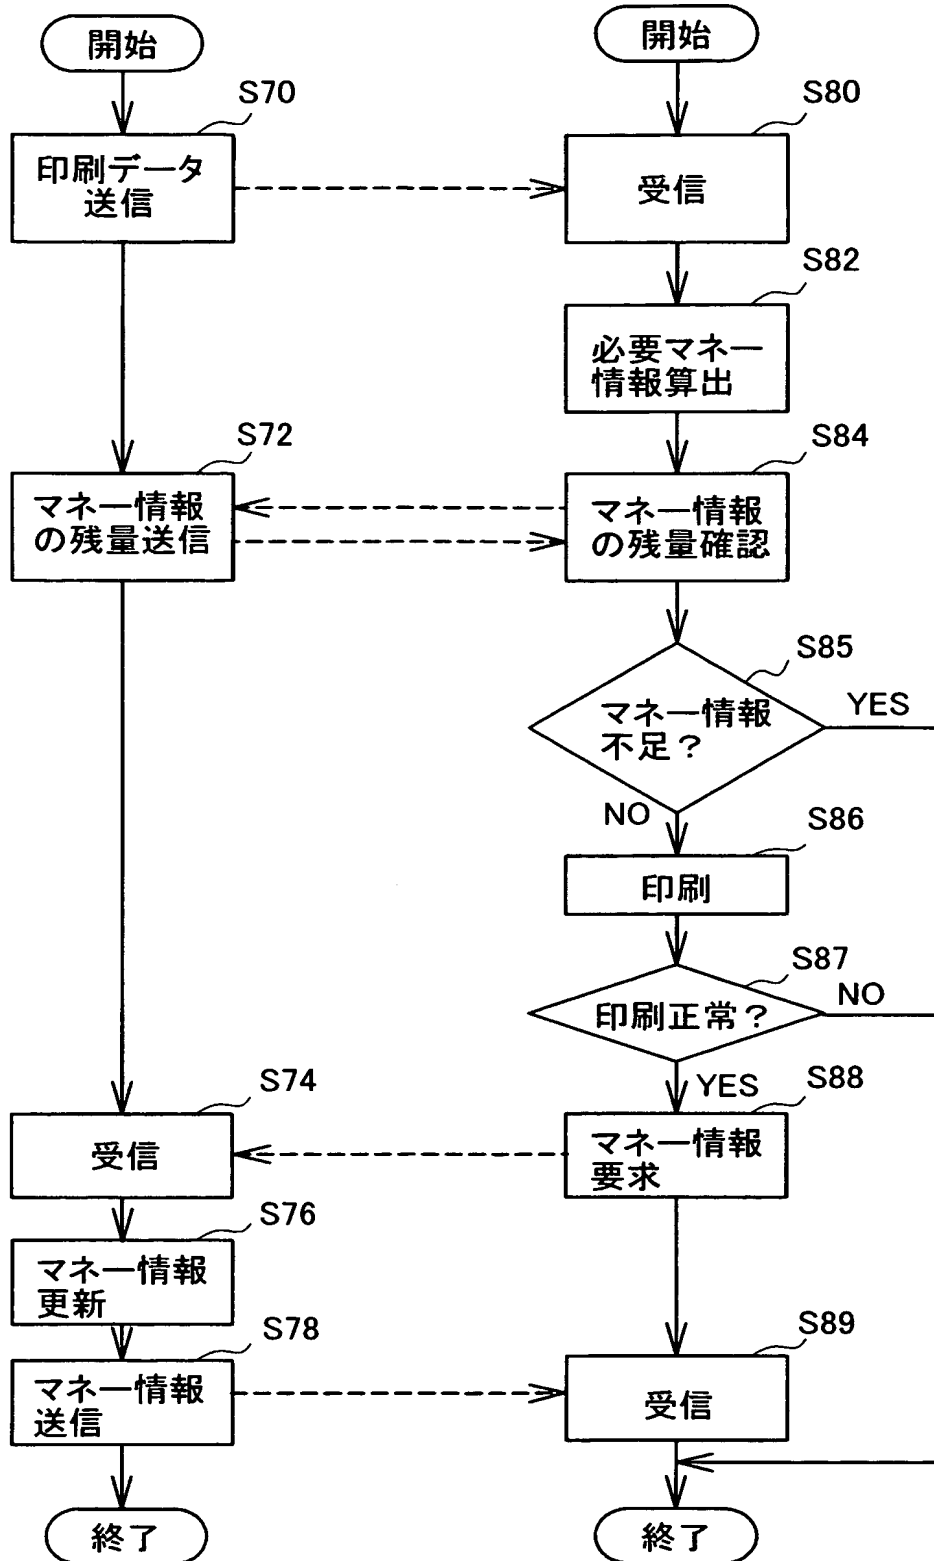 開始
S70
印刷データ
送信
S72
マネー情報
の残量送信
S74
受信
S76
マネー情報
更新
S78
マネー情報
送信
終了
開始
S80
受信
S82
必要マネー
情報算出
S84
マネー情報
の残量確認
S85
マネー情報
不足?
YES
NO
S86
印刷
S87
印刷正常?
NO
YES
S88
マネー情報
要求
S89
受信
終了